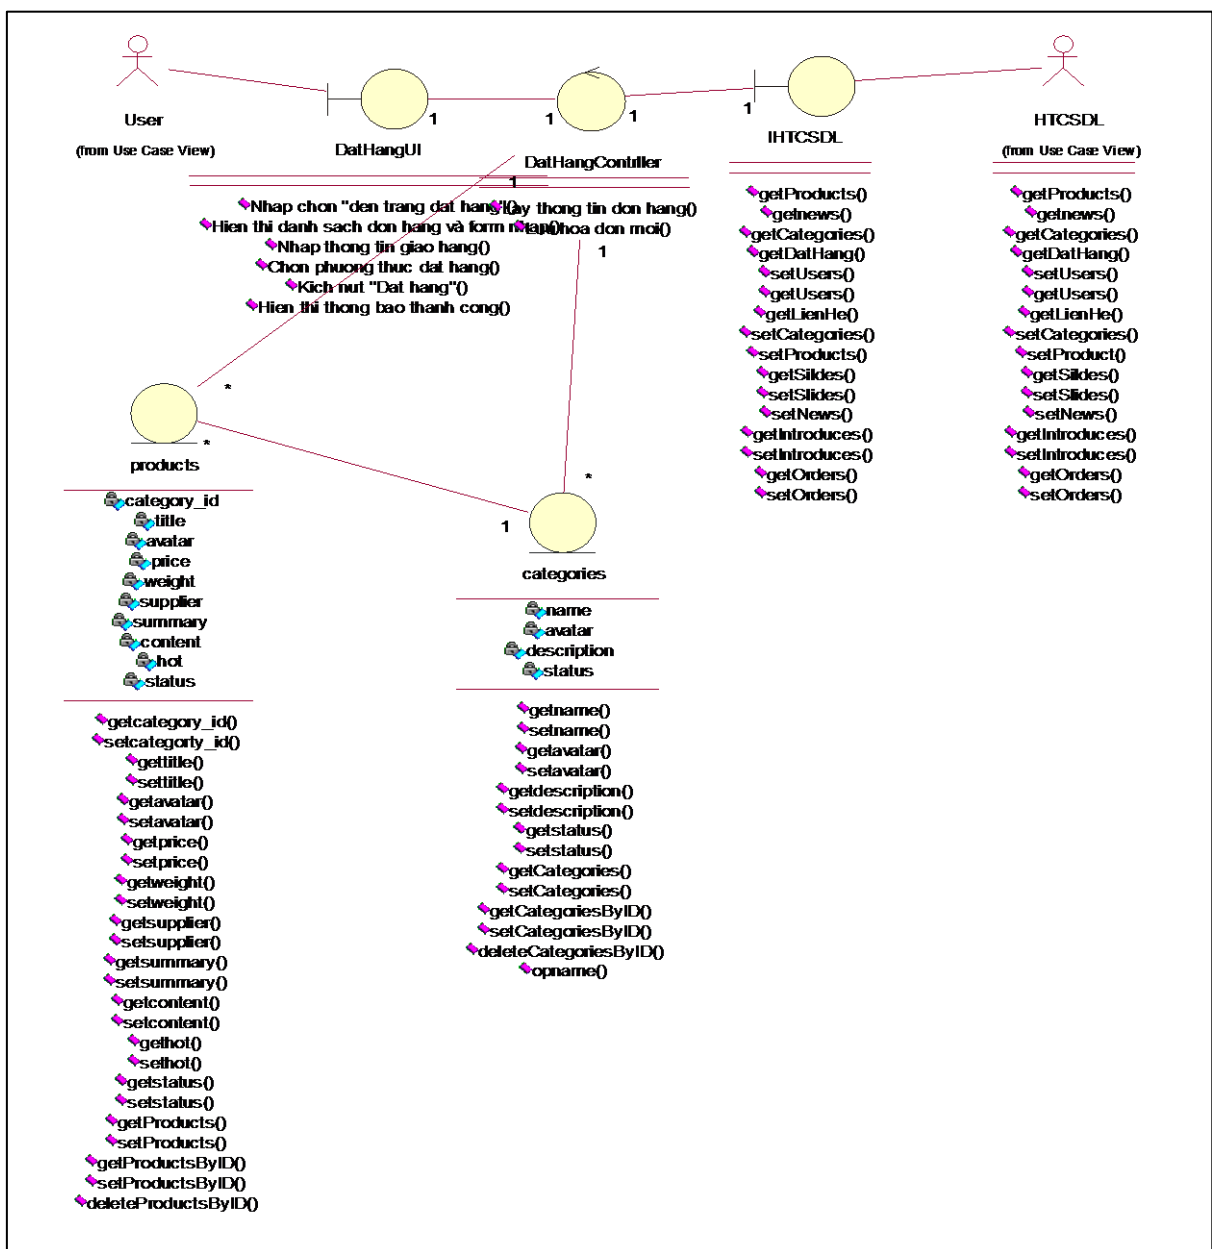 User
(from Use Case View)
DatHangUI
1
1
1
DatHangContrller
1
IHTCSDL
HTCSDL
(from Use Case View)
1
Nhap chon "den trang dat hang"()
Hien thi danh sach don hang và form nhap()
Nhap thong tin giao hang()
Chon phuong thuc dat hang()
Kich nut "Dat hang"()
Hien thi thong bao thanh cong()
Lay thong tin don hang()
hoa don moi()
1
getProducts()
getnews()
getCategories()
getDatHang()
setUsers()
getUsers()
getLienHe()
setCategories()
setProducts()
getSildes()
setSlides()
setNews()
getIntroduces()
setIntroduces()
getOrders()
setOrders()
getProducts()
getnews()
getCategories()
getDatHang()
setUsers()
getUsers()
getLienHe()
setCategories()
setProduct()
getSildes()
setSlides()
setNews()
getIntroduces()
setIntroduces()
getOrders()
setOrders()
*
*
products
category_id
title
avatar
price
weight
supplier
summary
content
hot
status
getcategory_id()
setcategorty_id()
gettitle()
settitle()
getavatar()
setavatar()
getprice()
setprice()
getweight()
setweight()
getsupplier()
setsupplier()
getsummary()
setsummary()
getcontent()
setcontent()
gethot()
sethot()
getstatus()
setstatus()
getProducts()
setProducts()
getProductsByID()
setProductsByID()
deleteProductsByID()
*
1
categories
name
avatar
description
status
getname()
setname()
getavatar()
setavatar()
getdescription()
setdescription()
getstatus()
setstatus()
getCategories()
setCategories()
getCategoriesByID()
setCategoriesByID()
deleteCategoriesByID()
opname()